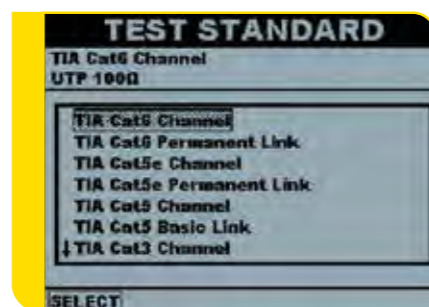 TEST STANDARD
TIA Cat6 Channel
UTP 100Ω
TIA Cat6 Channel
TIA Cat6 Permanent Link
TIA Cat5e Channel
TIA Cat5e Permanent Link
TIA Cat5 Channel
TIA Cat5 Basic Link
↓TIA Cat3 Channel
SELECT